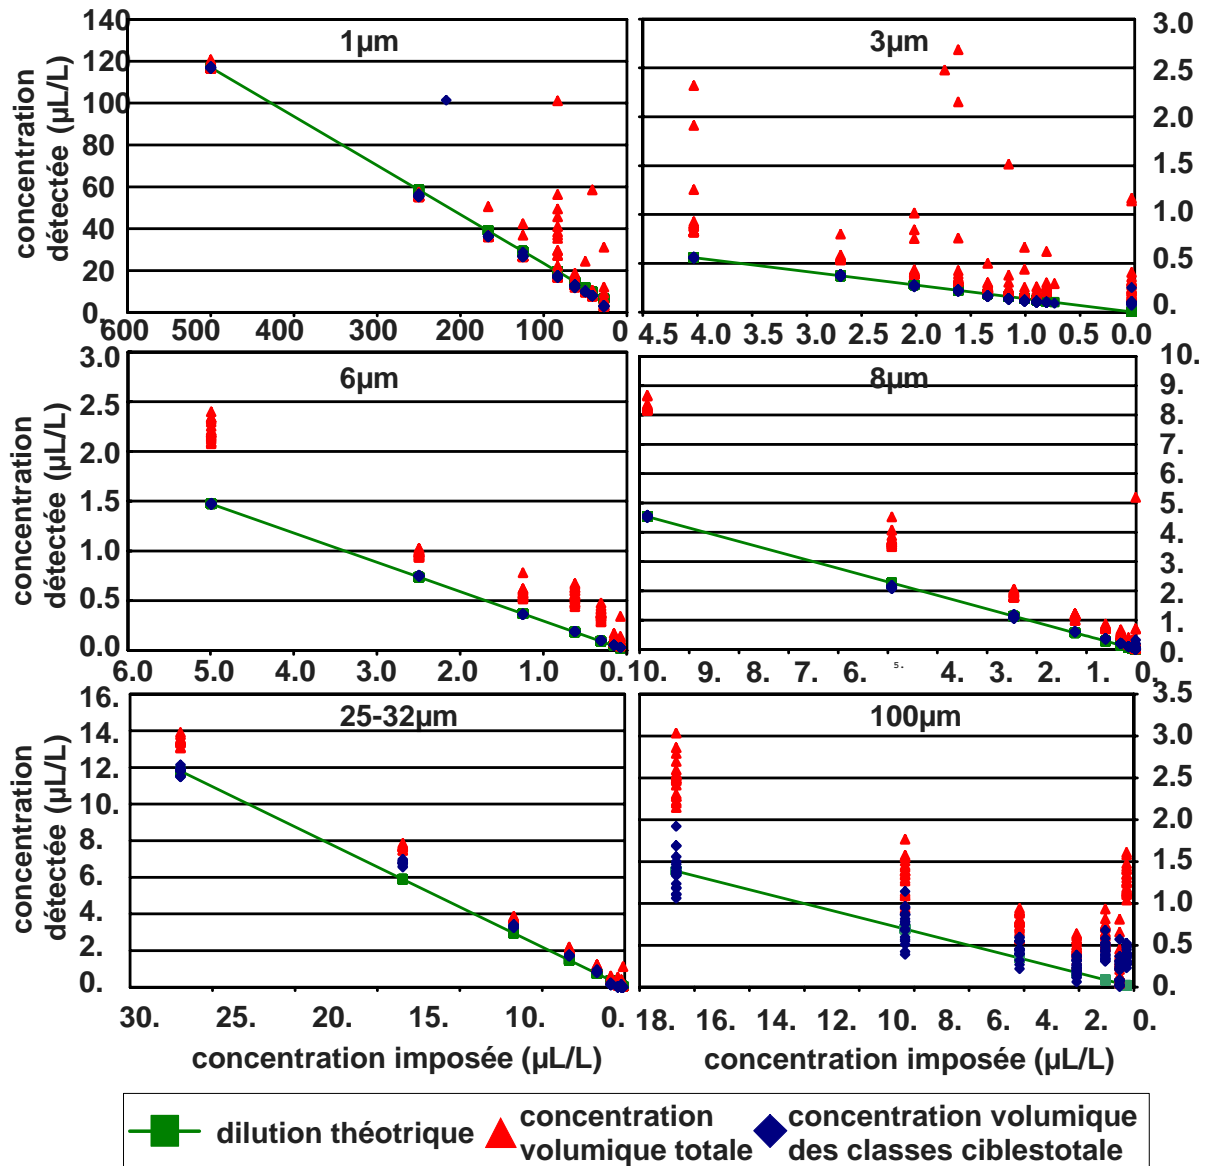 1µm
3µm
concentration
détectée (µL/L)
140
120
100
80
60
40
20
0.
600 500 400 300 200 100 0
3.0
2.5
2.0
1.5
1.0
0.5
0.
4.5 4.0 3.5 3.0 2.5 2.0 1.5 1.0 0.5 0.0
6µm
8µm
concentration
détectée (µL/L)
3.0
2.5
2.0
1.5
1.0
0.5
0.0
6.0 5.0 4.0 3.0 2.0 1.0 0.
10.
9.
8.
7.
6.
5.
4.
3.
2.
1.
0.
10. 9. 8. 7. 6. 5. 4. 3. 2. 1. 0.
25-32µm
100µm
concentration
détectée (µL/L)
16.
14.
12.
10.
8.
6.
4.
2.
0.
30. 25. 20. 15. 10. 0.
3.5
3.0
2.5
2.0
1.5
1.0
0.5
0.
18. 16. 14. 12. 10. 8. 6. 4. 2. 0.
concentration imposée (µL/L)
concentration imposée (µL/L)
dilution théotrique
concentration
volumique totale
concentration volumique
des classes ciblestotale